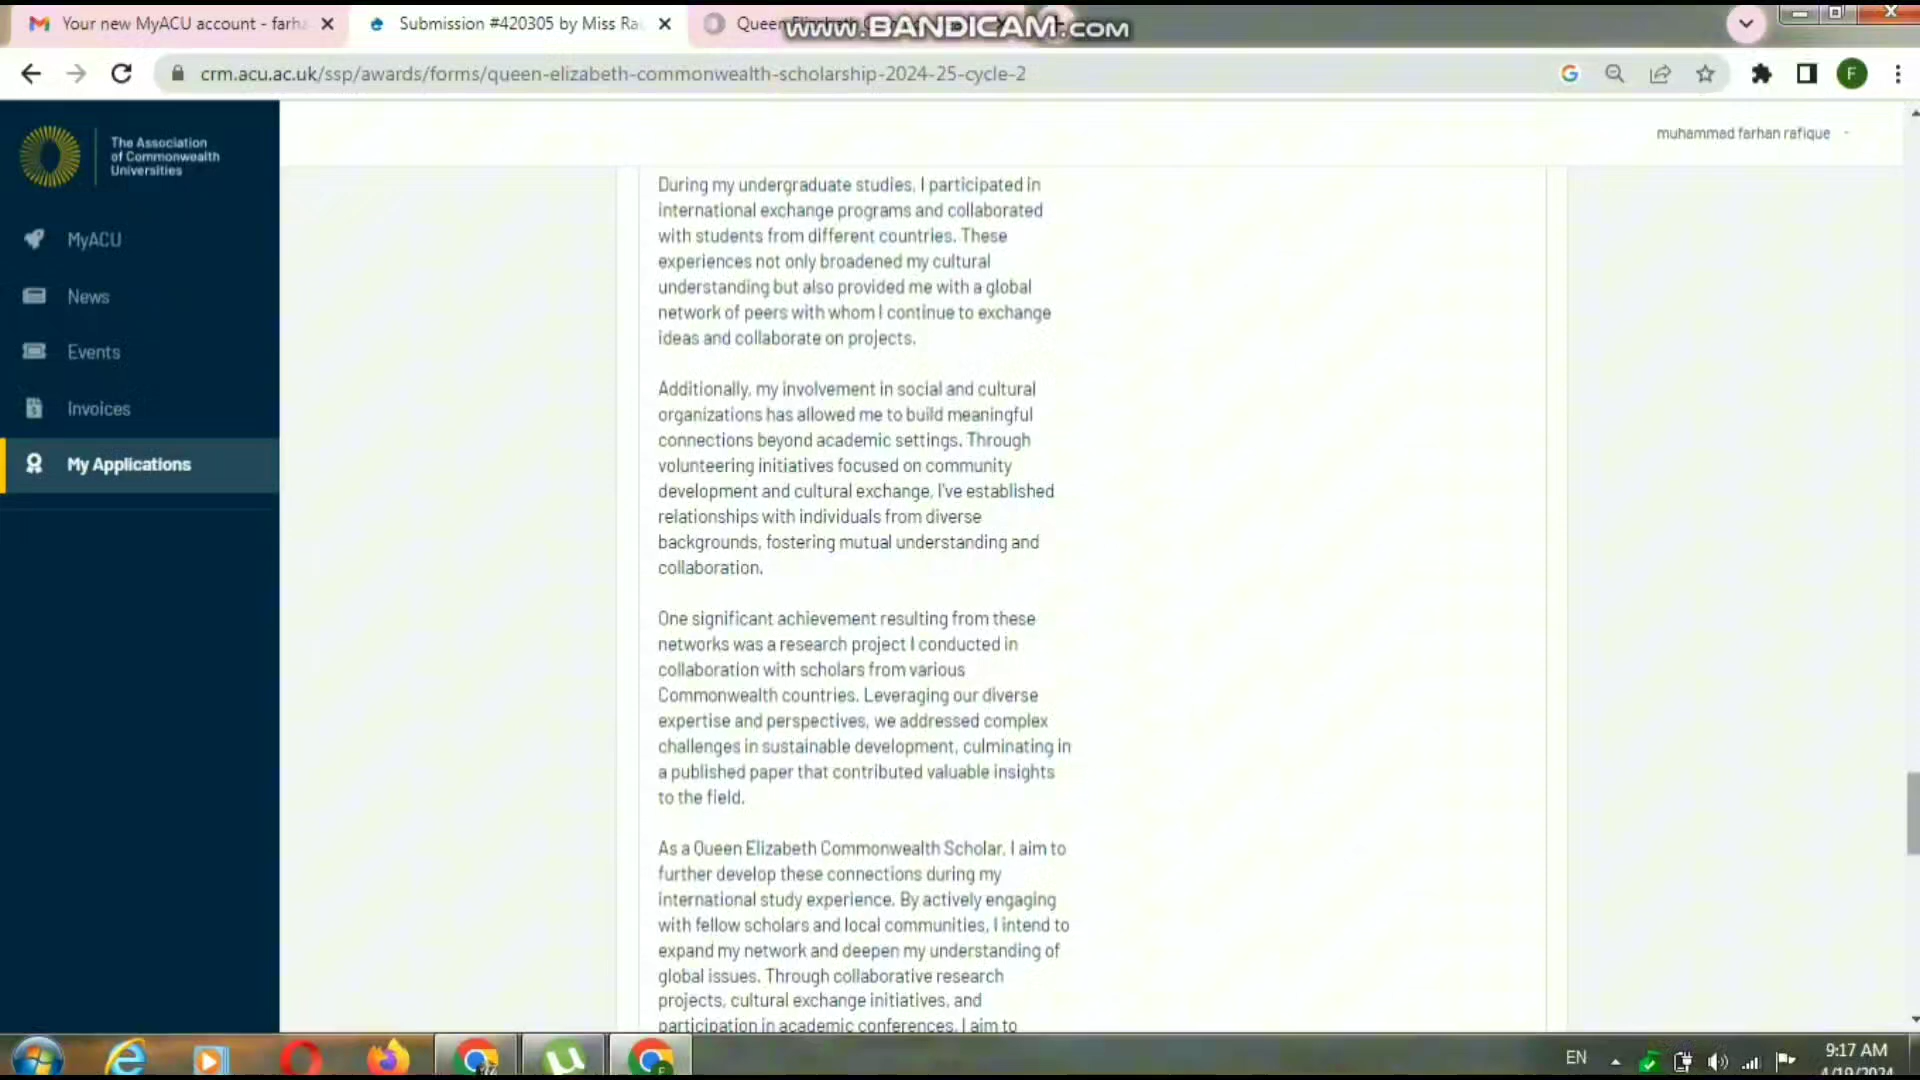 Your new MyACU account - farha
Submission #420305 by Miss Ra
Queen Elizabeth
www.BANDICAM.com
crm.acu.ac.uk/ssp/awards/forms/queen-elizabeth-commonwealth-scholarship-2024-25-cycle-2
F
The Association
of Commonwealth
Universities
muhammad farhan rafique
MyACU
News
Events
Invoices
My Applications
During my undergraduate studies, I participated in
international exchange programs and collaborated
with students from different countries. These
experiences not only broadened my cultural
understanding but also provided me with a global
network of peers with whom I continue to exchange
ideas and collaborate on projects.
Additionally, my involvement in social and cultural
organizations has allowed me to build meaningful
connections beyond academic settings. Through
volunteering initiatives focused on community
development and cultural exchange, I've established
relationships with individuals from diverse
backgrounds, fostering mutual understanding and
collaboration.
One significant achievement resulting from these
networks was a research project I conducted in
collaboration with scholars from various
Commonwealth countries. Leveraging our diverse
expertise and perspectives, we addressed complex
challenges in sustainable development, culminating in
a published paper that contributed valuable insights
to the field.
As a Queen Elizabeth Commonwealth Scholar, I aim to
further develop these connections during my
international study experience. By actively engaging
with fellow scholars and local communities, I intend to
expand my network and deepen my understanding of
global issues. Through collaborative research
projects, cultural exchange initiatives, and
participation in academic conferences, I aim to
EN
9:17 AM
4/19/2024